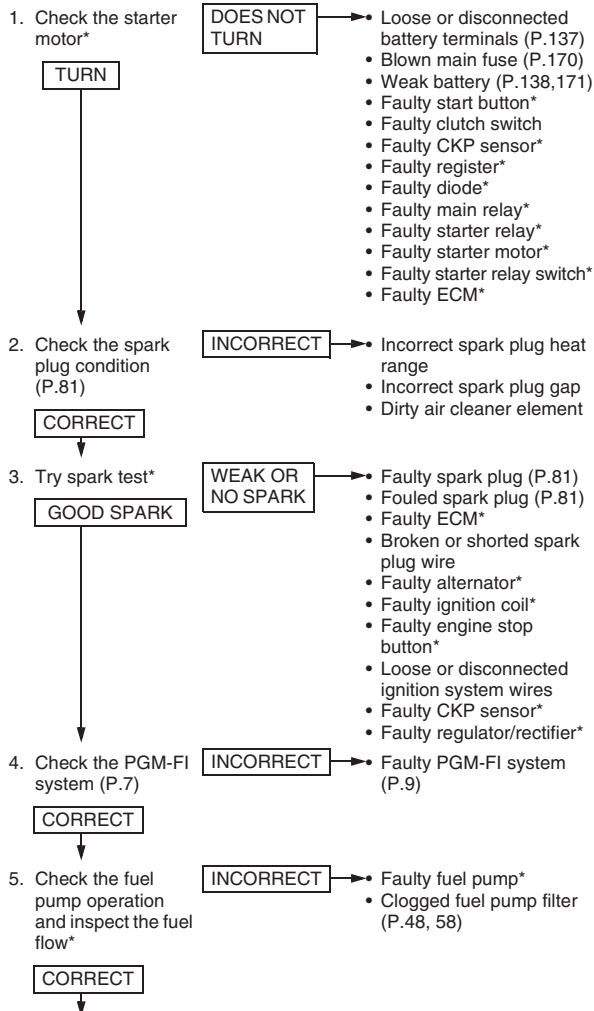 1. Check the starter
motor*
TURN
DOES NOT
TURN
• Loose or disconnected
battery terminals (P.137)
• Blown main fuse (P.170)
• Weak battery (P.138,171)
• Faulty start button*
• Faulty clutch switch
• Faulty CKP sensor*
• Faulty register*
• Faulty diode*
• Faulty main relay*
• Faulty starter relay*
• Faulty starter motor*
• Faulty starter relay switch*
• Faulty ECM*
2. Check the spark
plug condition
(P.81)
CORRECT
INCORRECT
• Incorrect spark plug heat
range
• Incorrect spark plug gap
• Dirty air cleaner element
3. Try spark test*
GOOD SPARK
WEAK OR
NO SPARK
• Faulty spark plug (P.81)
• Fouled spark plug (P.81)
• Faulty ECM*
• Broken or shorted spark
plug wire
• Faulty alternator*
• Faulty ignition coil*
• Faulty engine stop
button*
• Loose or disconnected
ignition system wires
• Faulty CKP sensor*
• Faulty regulator/rectifier*
4. Check the PGM-FI
system (P.7)
CORRECT
INCORRECT
• Faulty PGM-FI system
(P.9)
5. Check the fuel
pump operation
and inspect the fuel
flow*
CORRECT
INCORRECT
• Faulty fuel pump*
• Clogged fuel pump filter
(P.48, 58)